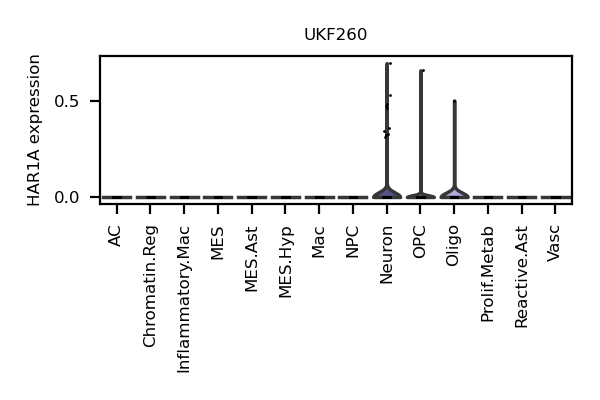 UKF260
HAR1A expression
0.5
0.0
AC
Chromatin.Reg
Inflammatory.Mac
MES
MES.Ast
MES.Hyp
Mac
NPC
Neuron
OPC
Oligo
Prolif.Metab
Reactive.Ast
Vasc